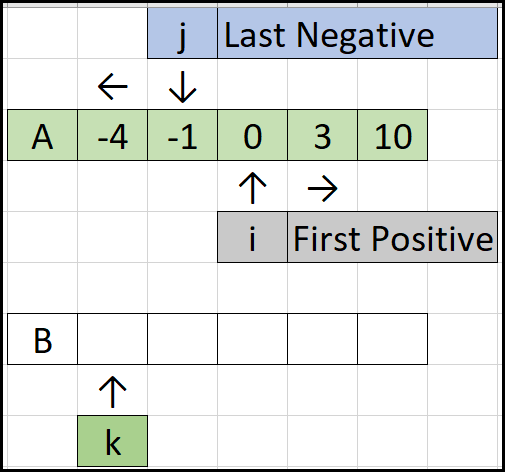 j Last Negative
← ↓
A -4 -1 0 3 10
↑ →
i First Positive
B
↑
k